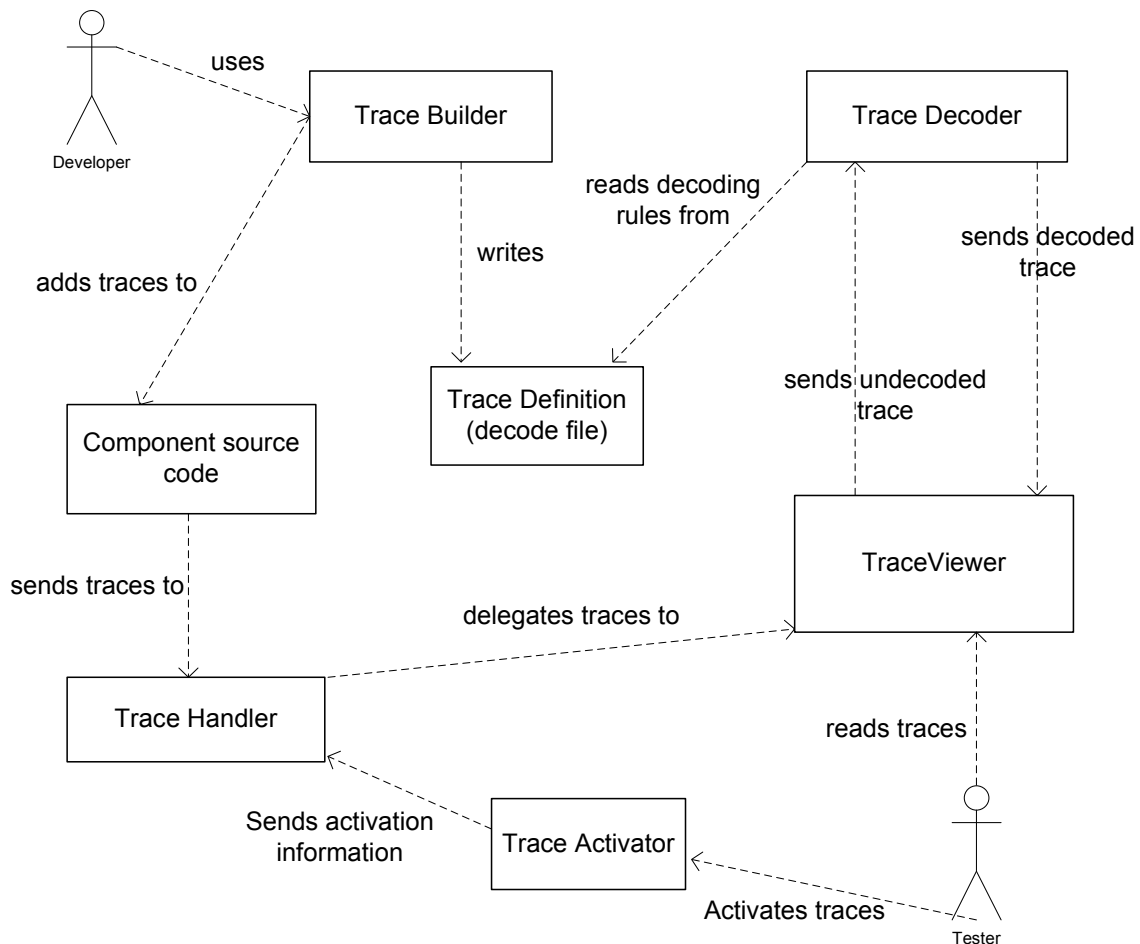 uses
Trace Builder
Trace Decoder
Developer
reads decoding
rules from
sends decoded
trace
writes
adds traces to
sends undecoded
trace
Trace Definition
(decode file)
Component source
code
TraceViewer
sends traces to
delegates traces to
Trace Handler
reads traces
Sends activation
information
Trace Activator
Activates traces
Tester